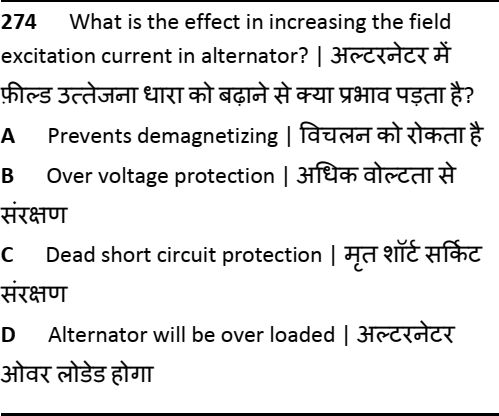 274 What is the effect in increasing the field
excitation current in alternator? | अल्टरनेटर में
फ़ील्ड उत्तेजना धारा को बढ़ाने से क्या प्रभाव पड़ता है?
A Prevents demagnetizing | विचलन को रोकता है
B Over voltage protection | अधिक वोल्टता से
संरक्षण
C Dead short circuit protection | मृत शॉर्ट सर्किट
संरक्षण
D Alternator will be over loaded | अल्टरनेटर
ओवर लोडेड होगा